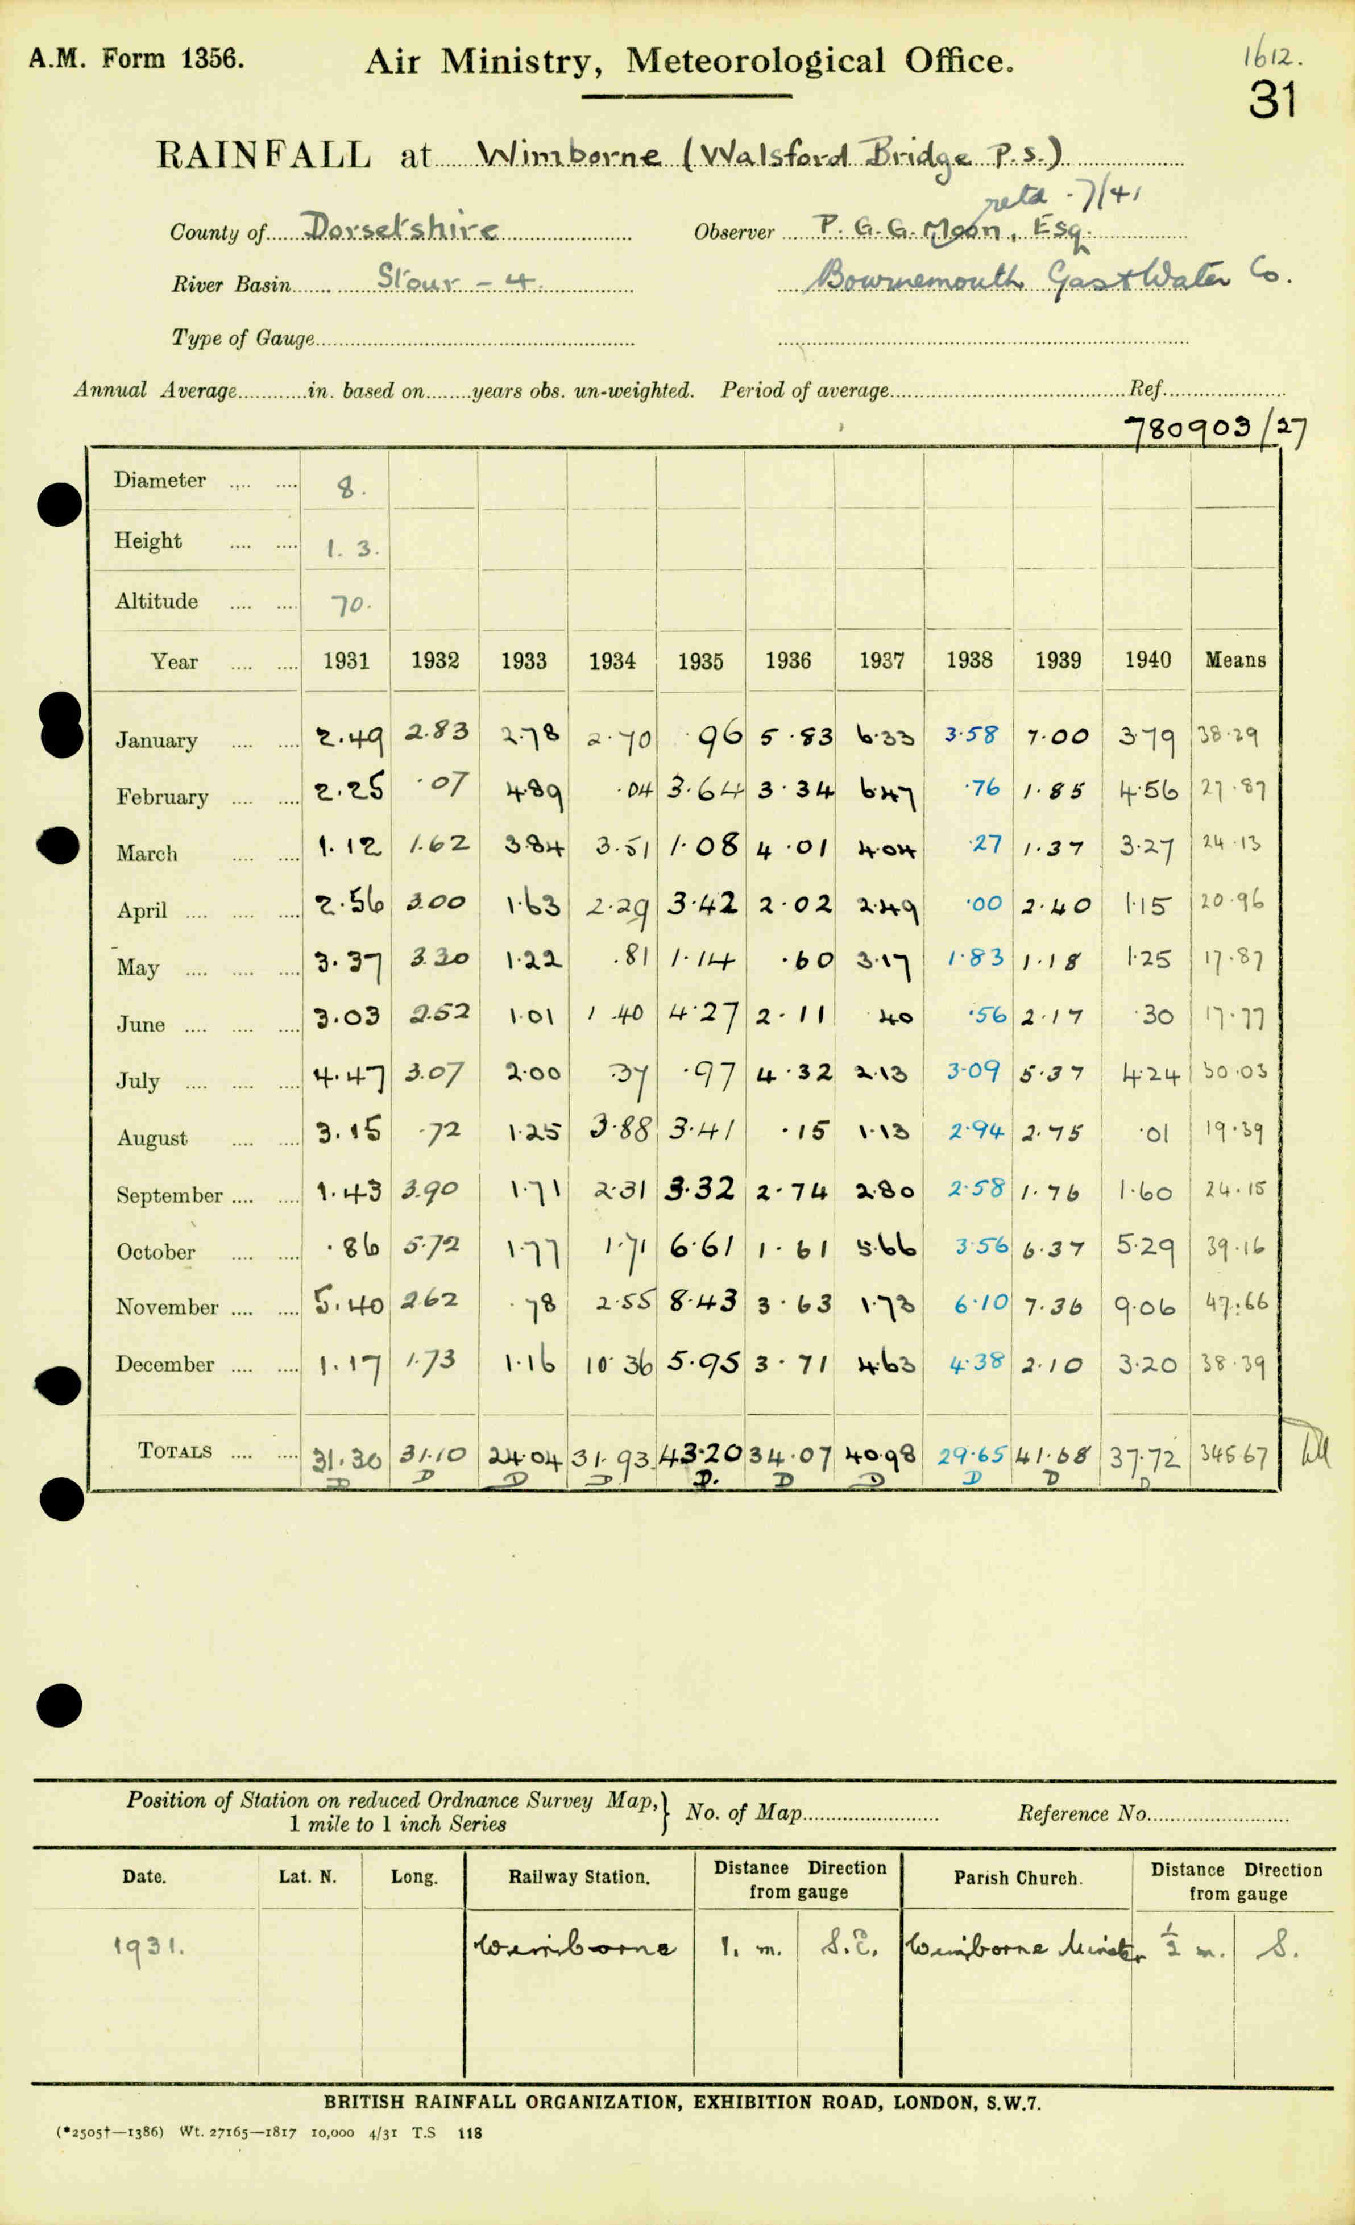 A.M. Form 1356. Air Ministry, Meteorological Office. 1612.
31
RAINFALL at Wimborne (Walsford Bridge P.S.)
retd. 7/41
County of Dorsetshire Observer P. G. G. Moon, Esq.
River Basin Stour - 4. Bournemouth Gas & Water Co.
Type of Gauge
Annual Average in. based on years obs. un-weighted. Period of average Ref.
780903/27
Diameter 8.
Height 1. 3.
Altitude 70.
Year 1931 1932 1933 1934 1935 1936 1937 1938 1939 1940 Means
January 2.49 2.83 2.78 2.70 .96 5.83 6.33 3.58 7.00 3.79 38.29
February 2.25 .07 4.89 .04 3.64 3.34 6.47 .76 1.85 4.56 27.87
March 1.12 1.62 3.84 3.51 1.08 4.01 4.04 .27 1.37 3.27 24.13
April 2.56 3.00 1.63 2.29 3.42 2.02 2.49 .00 2.40 1.15 20.96
May 3.37 3.30 1.22 .81 1.14 .60 3.17 1.83 1.18 1.25 17.87
June 3.03 2.52 1.01 1.40 4.27 2.11 .40 .56 2.17 .30 17.77
July 4.47 3.07 2.00 .37 .97 4.32 2.13 3.09 5.37 4.24 30.03
August 3.15 .72 1.25 3.88 3.41 .15 1.13 2.94 2.75 .01 19.39
September 1.43 3.90 1.71 2.31 3.32 2.74 2.80 2.58 1.76 1.60 24.15
October .86 5.72 1.77 1.71 6.61 1.61 5.66 3.56 6.37 5.29 39.16
November 5.40 2.62 .78 2.55 8.43 3.63 1.73 6.10 7.36 9.06 47.66
December 1.17 1.73 1.16 10.36 5.95 3.71 4.63 4.38 2.10 3.20 38.39
TOTALS 31.30 31.10 24.04 31.93 43.20 34.07 40.98 29.65 41.68 37.72 345.67
D D D D D. D D D D D
Position of Station on reduced Ordnance Survey Map, No. of Map Reference No.
1 mile to 1 inch Series
Date. Lat. N. Long. Railway Station. Distance Direction from gauge Parish Church. Distance Direction from gauge
1931. Wimborne 1. m. S.E. Wimborne Minster ½ m. S.
BRITISH RAINFALL ORGANIZATION, EXHIBITION ROAD, LONDON, S.W.7.
(*2505†—1386) Wt. 27165—1817 10,000 4/31 T.S 118